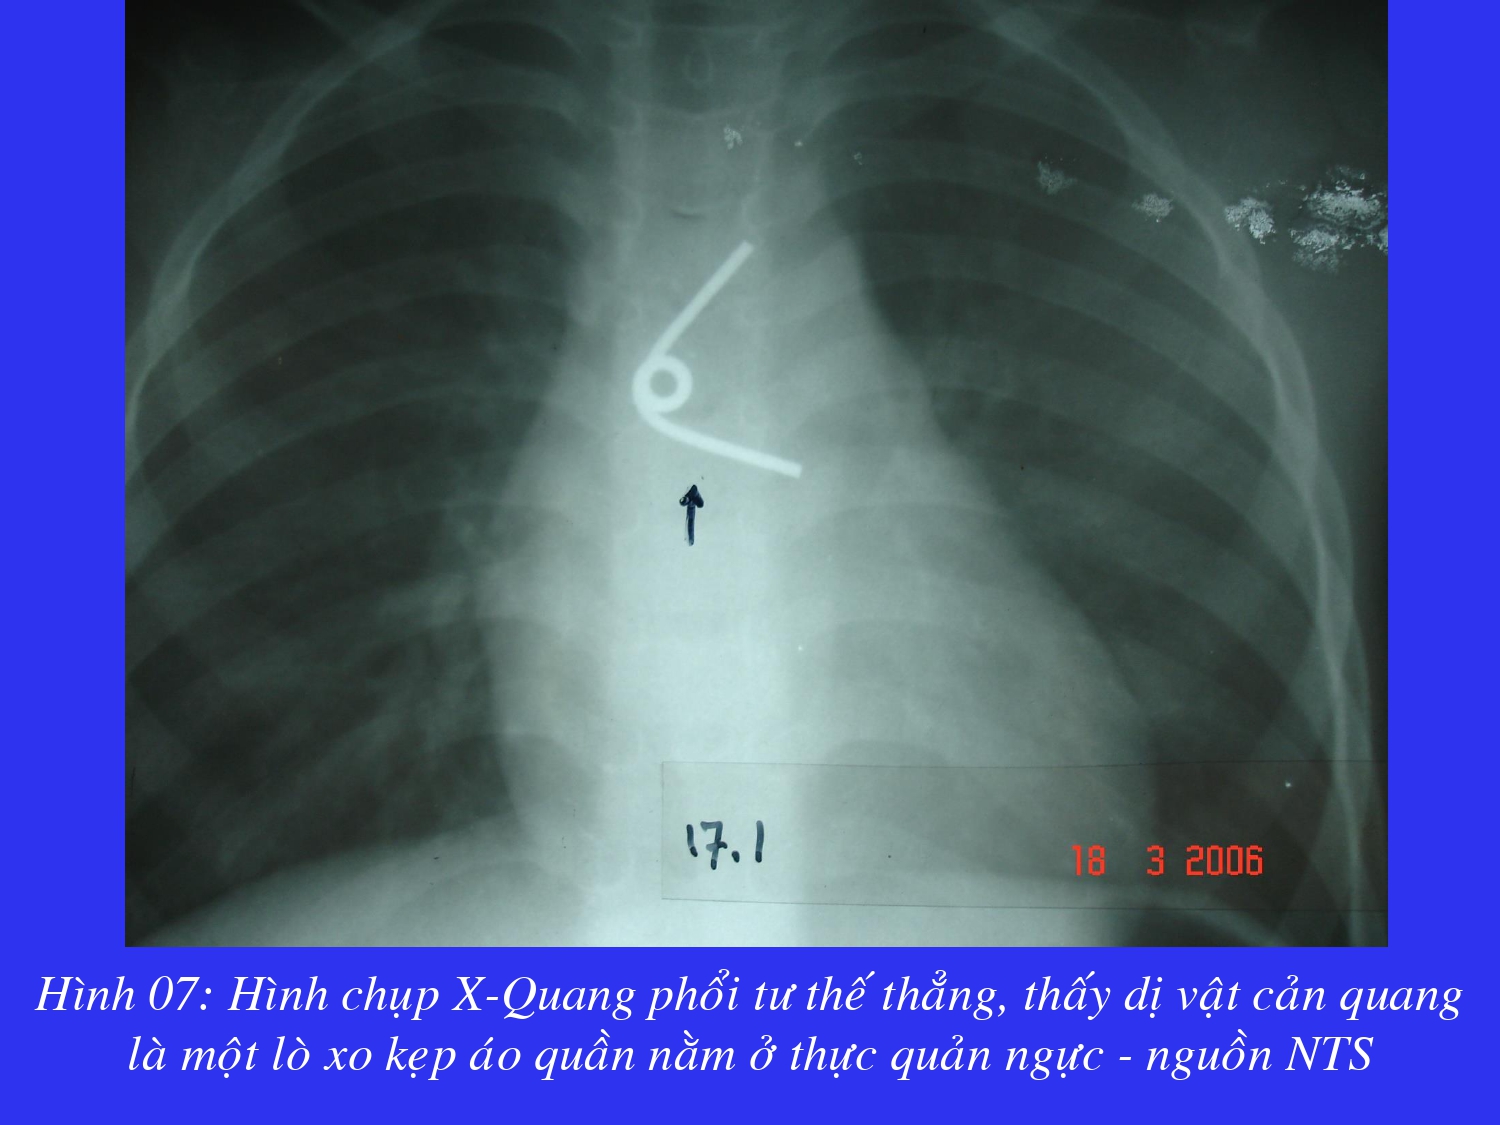 17.1
18 3 2006
Hình 07: Hình chụp X-Quang phổi tư thế thẳng, thấy dị vật cản quang
là một lò xo kẹp áo quần nằm ở thực quản ngực - nguồn NTS